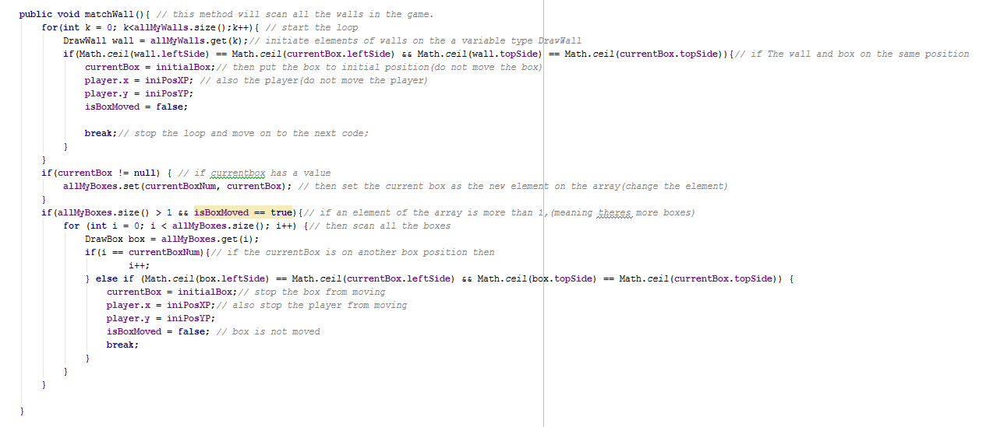 public void matchWall(){ // this method will scan all the walls in the game.
for(int k = 0; k<allMyWalls.size();k++){ // start the loop
DrawWall wall = allMyWalls.get(k);// initiate elements of walls on the a variable type DrawWall
if(Math.ceil(wall.leftSide) == Math.ceil(currentBox.leftSide) && Math.ceil(wall.topSide) == Math.ceil(currentBox.topSide)){// if The wall and box on the same position
currentBox = initialBox;// then put the box to initial position(do not move the box)
player.x = iniPosXP; // also the player(do not move the player)
player.y = iniPosYP;
isBoxMoved = false;
break;// stop the loop and move on to the next code;
}
}
if(currentBox != null) { // if currentbox has a value
allMyBoxes.set(currentBoxNum, currentBox); // then set the current box as the new element on the array(change the element)
}
if(allMyBoxes.size() > 1 && isBoxMoved == true){// if an element of the array is more than 1,(meaning theres more boxes)
for (int i = 0; i < allMyBoxes.size(); i++) {// then scan all the boxes
DrawBox box = allMyBoxes.get(i);
if(i == currentBoxNum){// if the currentBox is on another box position then
i++;
} else if (Math.ceil(box.leftSide) == Math.ceil(currentBox.leftSide) && Math.ceil(box.topSide) == Math.ceil(currentBox.topSide)) {
currentBox = initialBox;// stop the box from moving
player.x = iniPosXP;// also stop the player from moving
player.y = iniPosYP;
isBoxMoved = false; // box is not moved
break;
}
}
}
}